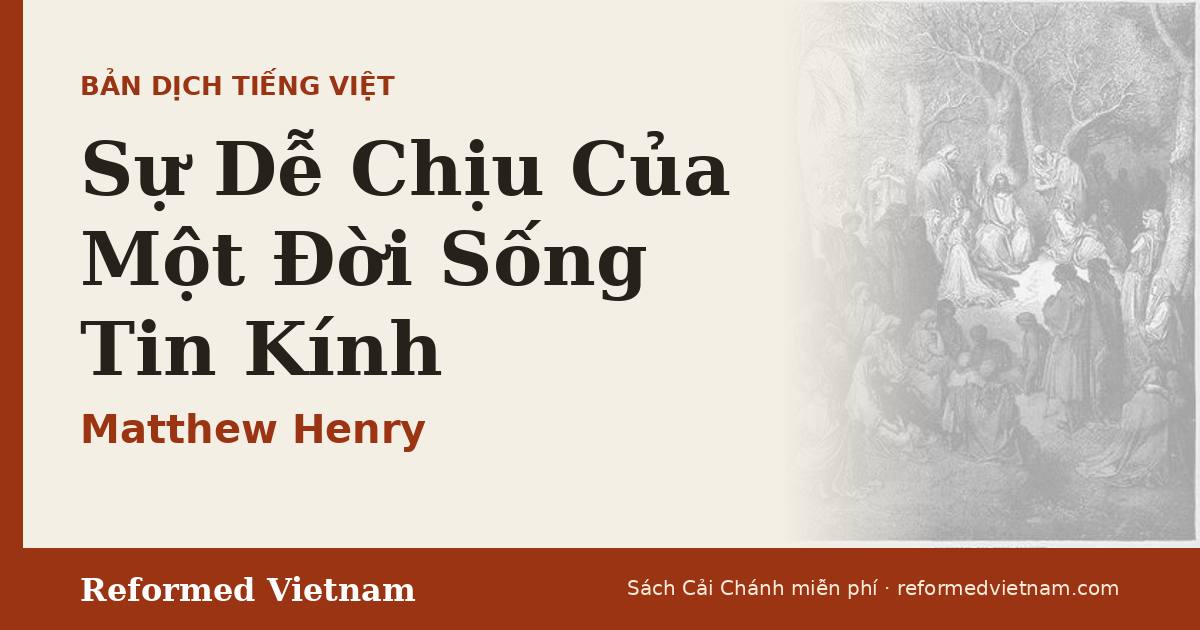 BẢN DỊCH TIẾNG VIỆT
Sự Dễ Chịu Của
Một Đời Sống
Tin Kính
Matthew Henry
Reformed Vietnam
Sách Cải Chánh miễn phí · reformedvietnam.com